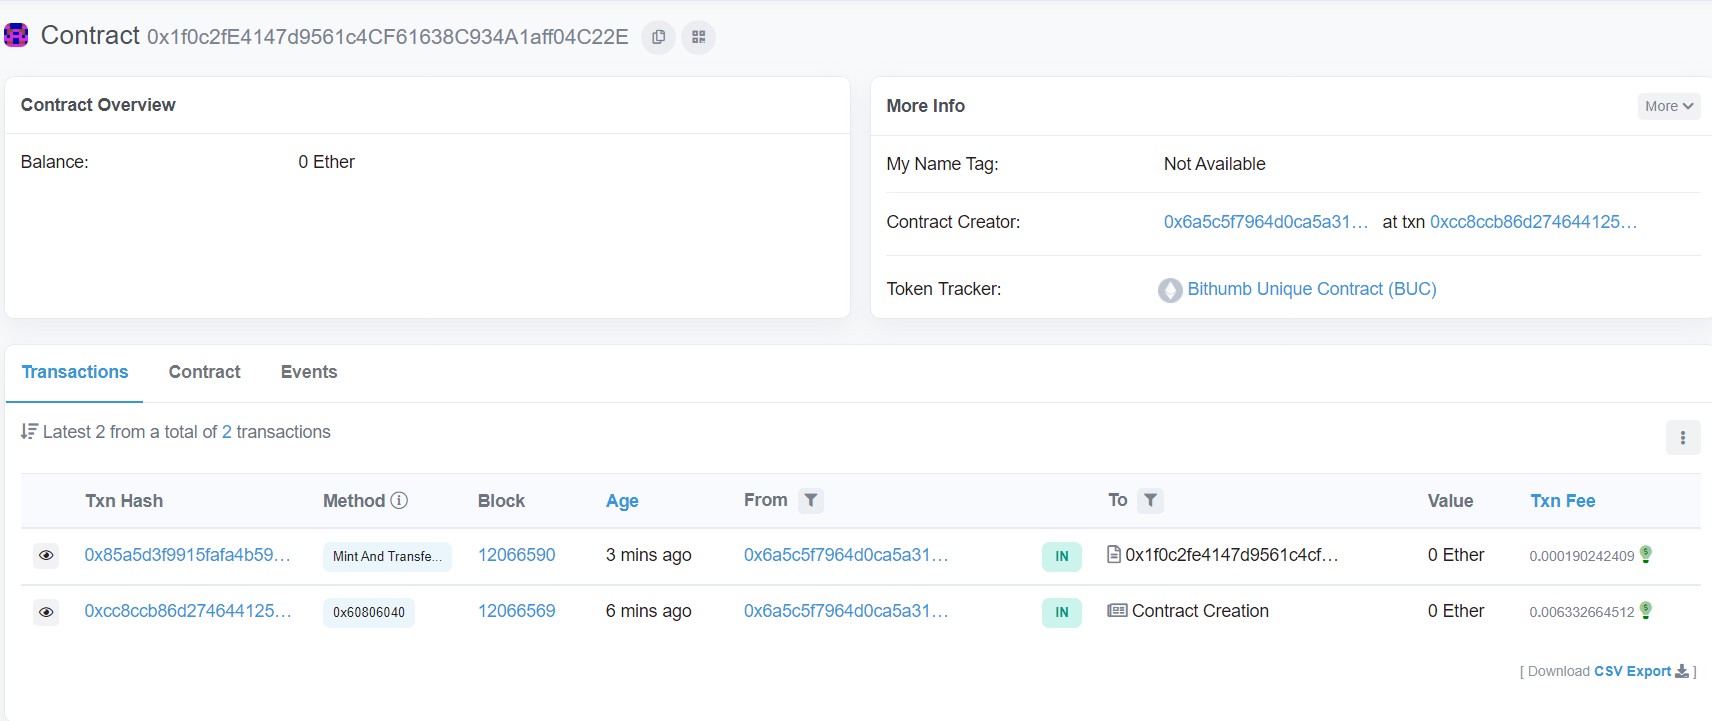 Contract 0x1f0c2fE4147d9561c4CF61638C934A1aff04C22E
Contract Overview
Balance: 0 Ether
More Info More
My Name Tag: Not Available
Contract Creator: 0x6a5c5f7964d0ca5a31... at txn 0xcc8ccb86d274644125...
Token Tracker: Bithumb Unique Contract (BUC)
Transactions Contract Events
Latest 2 from a total of 2 transactions
Txn Hash Method Block Age From To Value Txn Fee
0x85a5d3f9915fafa4b59... Mint And Transfe... 12066590 3 mins ago 0x6a5c5f7964d0ca5a31... IN 0x1f0c2fe4147d9561c4cf... 0 Ether 0.000190242409
0xcc8ccb86d274644125... 0x60806040 12066569 6 mins ago 0x6a5c5f7964d0ca5a31... IN Contract Creation 0 Ether 0.006332664512
[ Download CSV Export ]